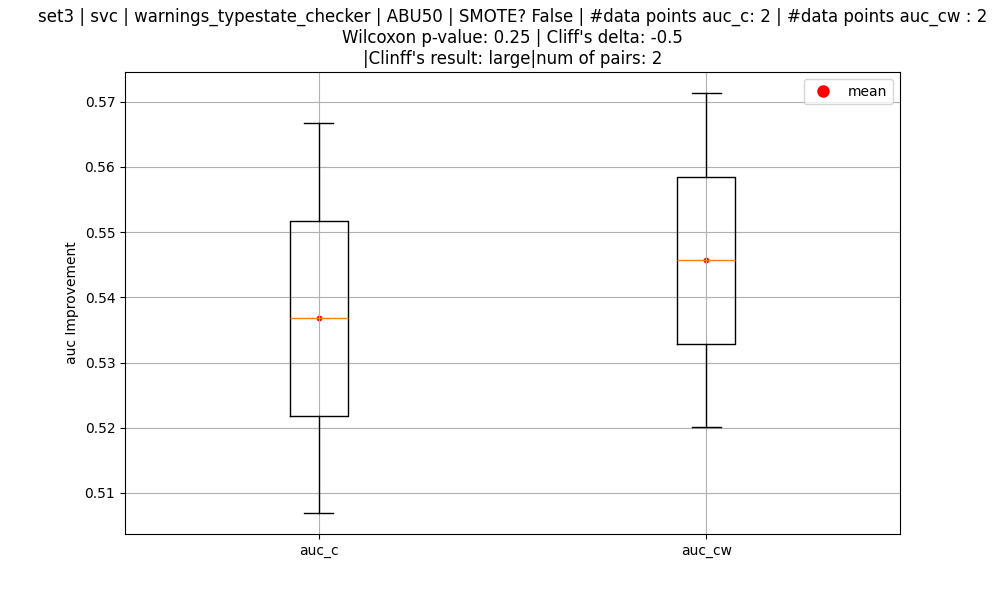 set3 | svc | warnings_typestate_checker | ABU50 | SMOTE? False | #data points auc_c: 2 | #data points auc_cw : 2
Wilcoxon p-value: 0.25 | Cliff's delta: -0.5
|Clinff's result: large|num of pairs: 2
mean
0.57
0.56
0.55
0.54
0.53
0.52
0.51
auc Improvement
auc_c
auc_cw